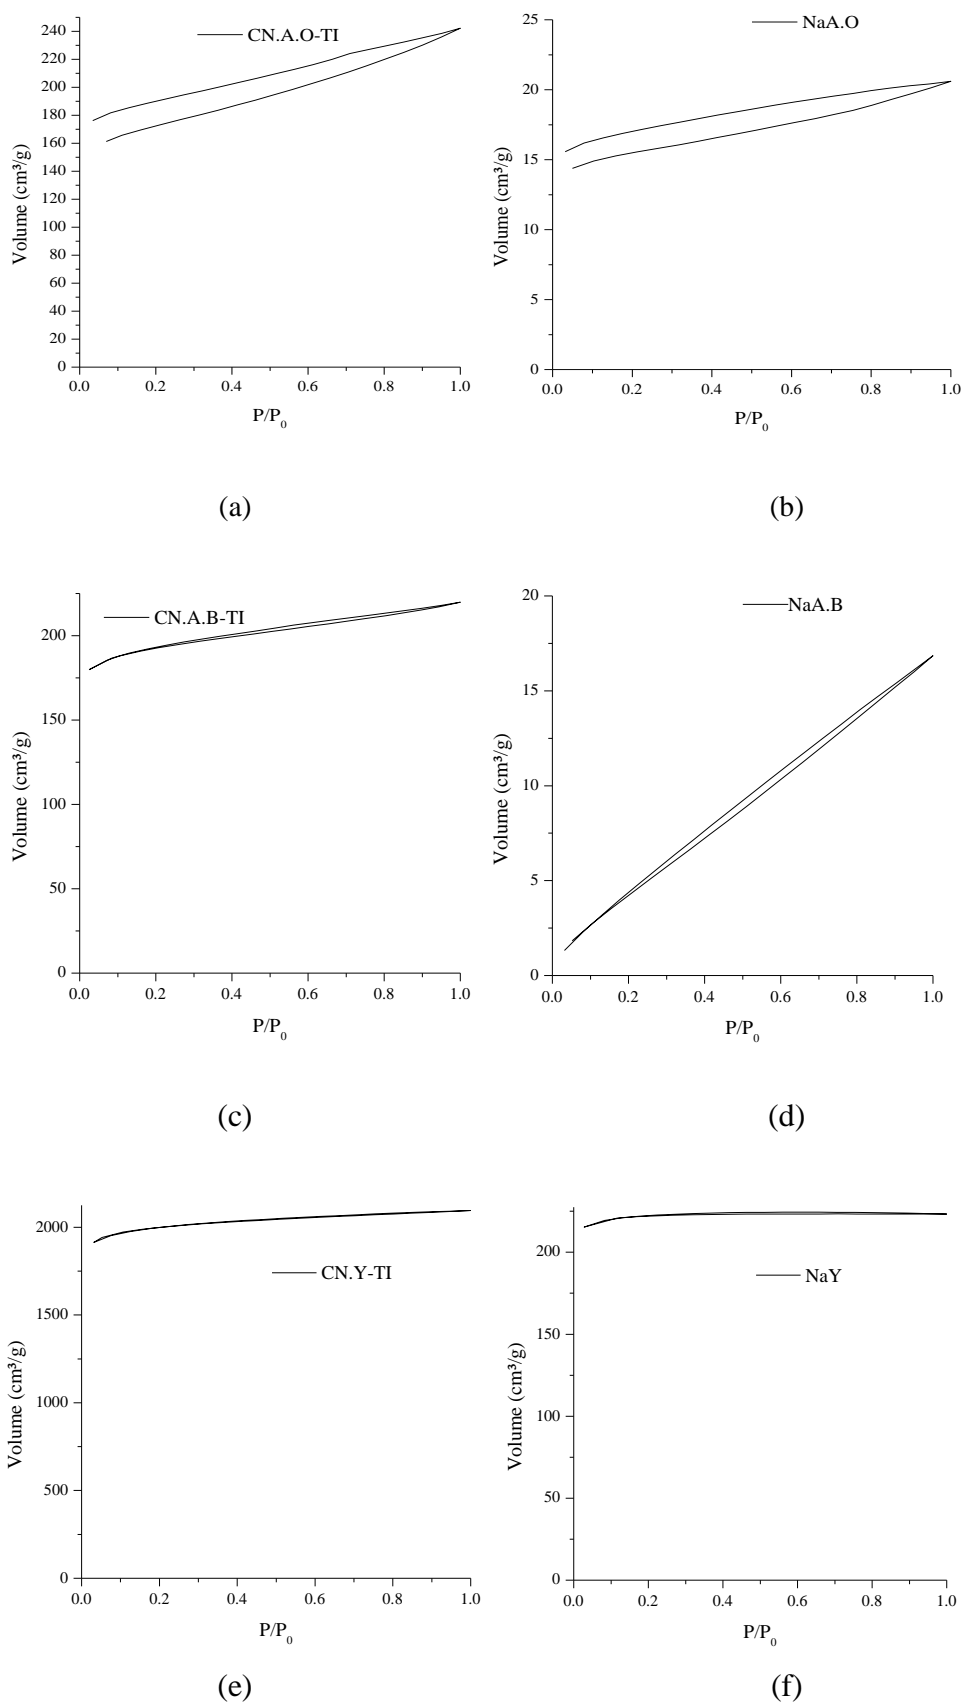 CN.A.O-TI
240
220
200
180
160
140
120
100
80
60
40
20
0
Volume (cm³/g)
0.0 0.2 0.4 0.6 0.8 1.0
P/P₀
(a)
NaA.O
25
20
15
10
5
0
Volume (cm³/g)
0.0 0.2 0.4 0.6 0.8 1.0
P/P₀
(b)
CN.A.B-TI
200
150
100
50
0
Volume (cm³/g)
0.0 0.2 0.4 0.6 0.8 1.0
P/P₀
(c)
NaA.B
20
15
10
5
0
Volume (cm³/g)
0.0 0.2 0.4 0.6 0.8 1.0
P/P₀
(d)
2000
CN.Y-TI
1500
1000
500
0
Volume (cm³/g)
0.0 0.2 0.4 0.6 0.8 1.0
P/P₀
(e)
200
NaY
150
100
50
0
Volume (cm³/g)
0.0 0.2 0.4 0.6 0.8 1.0
P/P₀
(f)